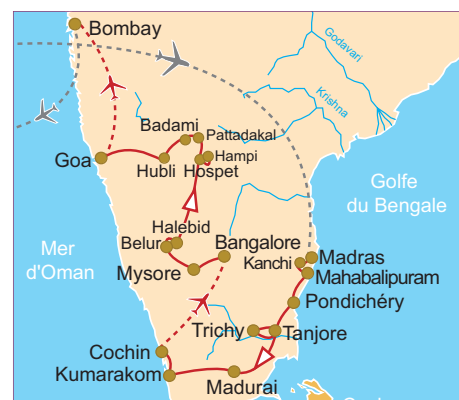 Bombay
Godavari
Krishna
Badami
Pattadakal
Goa
Hubli
Hampi
Hospet
Golfe
du Bengale
Halebid
Belur
Bangalore
Mer
d'Oman
Mysore
Kanchi
Madras
Mahabalipuram
Pondichéry
Trichy
Tanjore
Cochin
Kumarakom
Madurai